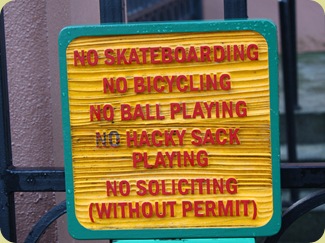 NO SKATEBOARDING
NO BICYCLING
NO BALL PLAYING
NO HACKY SACK
PLAYING
NO SOLICITING
(WITHOUT PERMIT)